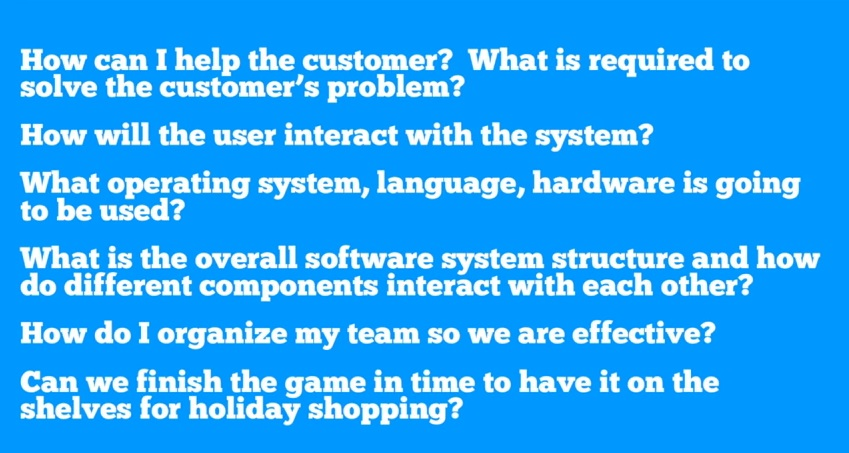 How can I help the customer?  What is required to
solve the customer’s problem?
How will the user interact with the system?
What operating system, language, hardware is going
to be used?
What is the overall software system structure and how
do different components interact with each other?
How do I organize my team so we are effective?
Can we finish the game in time to have it on the
shelves for holiday shopping?